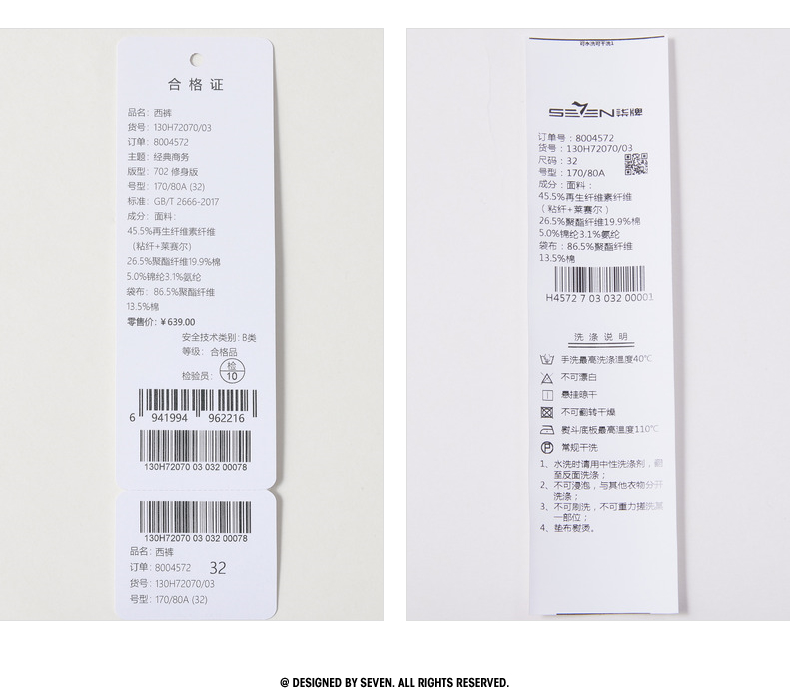 合格证
品名: 西裤
货号: 130H72070/03
订单: 8004572
主题: 经典商务
版型: 702 修身版
号型: 170/80A (32)
标准: GB/T 2666-2017
成分: 面料:
45.5%再生纤维素纤维
(粘纤+莱赛尔)
26.5%聚酯纤维19.9%棉
5.0%锦纶3.1%氨纶
袋布: 86.5%聚酯纤维
13.5%棉
零售价: ¥639.00
安全技术类别: B类
等级: 合格品
检验员: 检 10
6 941994 962216
130H72070 03 032 00078
130H72070 03 032 00078
品名: 西裤
订单: 8004572 32
货号: 130H72070/03
号型: 170/80A (32)
可水洗可干洗1
SEVEN柒牌
订单号: 8004572
货号: 130H72070/03
尺码: 32
号型: 170/80A
成分: 面料:
45.5%再生纤维素纤维
(粘纤+莱赛尔)
26.5%聚酯纤维19.9%棉
5.0%锦纶3.1%氨纶
袋布: 86.5%聚酯纤维
13.5%棉
H4572 7 03 032 00001
洗涤说明
手洗最高洗涤温度40℃
不可漂白
悬挂晾干
不可翻转干燥
熨斗底板最高温度110℃
P 常规干洗
1、水洗时请用中性洗涤剂, 翻
至反面洗涤;
2、不可浸泡, 与其他衣物分开
洗涤;
3、不可刷洗, 不可重力搓洗某
一部位;
4、垫布熨烫。
@ DESIGNED BY SEVEN. ALL RIGHTS RESERVED.